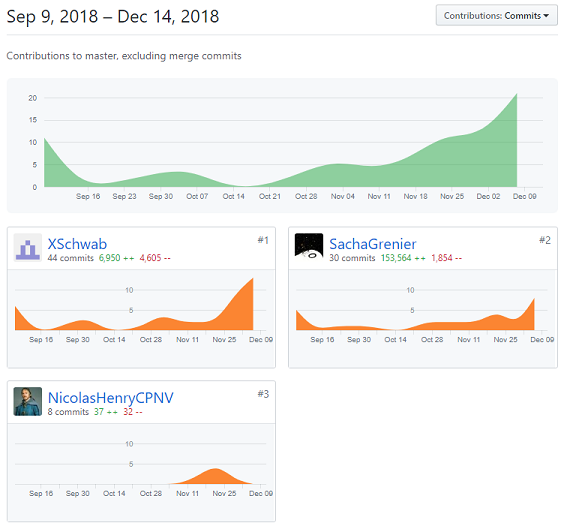 Sep 9, 2018 – Dec 14, 2018
Contributions: Commits
Contributions to master, excluding merge commits
20
15
10
5
0
Sep 16 Sep 23 Sep 30 Oct 07 Oct 14 Oct 21 Oct 28 Nov 04 Nov 11 Nov 18 Nov 25 Dec 02 Dec 09
XSchwab #1
44 commits 6,950 ++ 4,605 --
10
5
Sep 16 Sep 30 Oct 14 Oct 28 Nov 11 Nov 25 Dec 09
SachaGrenier #2
30 commits 153,564 ++ 1,854 --
10
5
Sep 16 Sep 30 Oct 14 Oct 28 Nov 11 Nov 25 Dec 09
NicolasHenryCPNV #3
8 commits 37 ++ 32 --
10
5
Sep 16 Sep 30 Oct 14 Oct 28 Nov 11 Nov 25 Dec 09